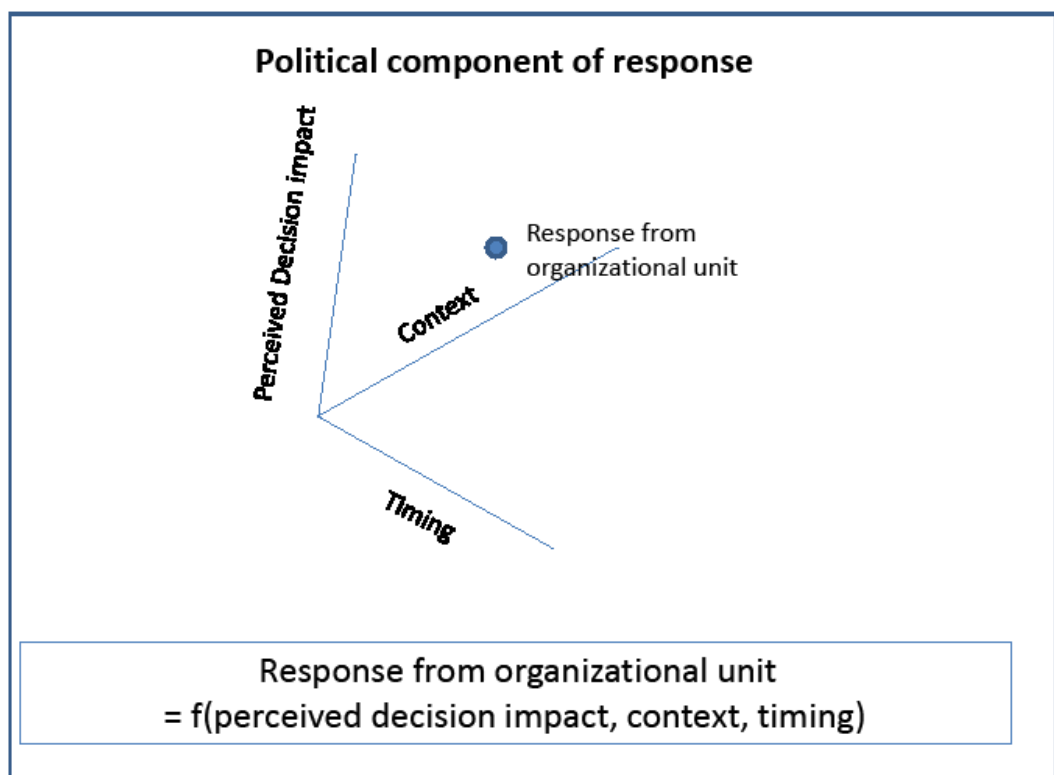 Political component of response
Perceived Decision impact
Response from
organizational unit
Context
Timing
Response from organizational unit
= f(perceived decision impact, context, timing)